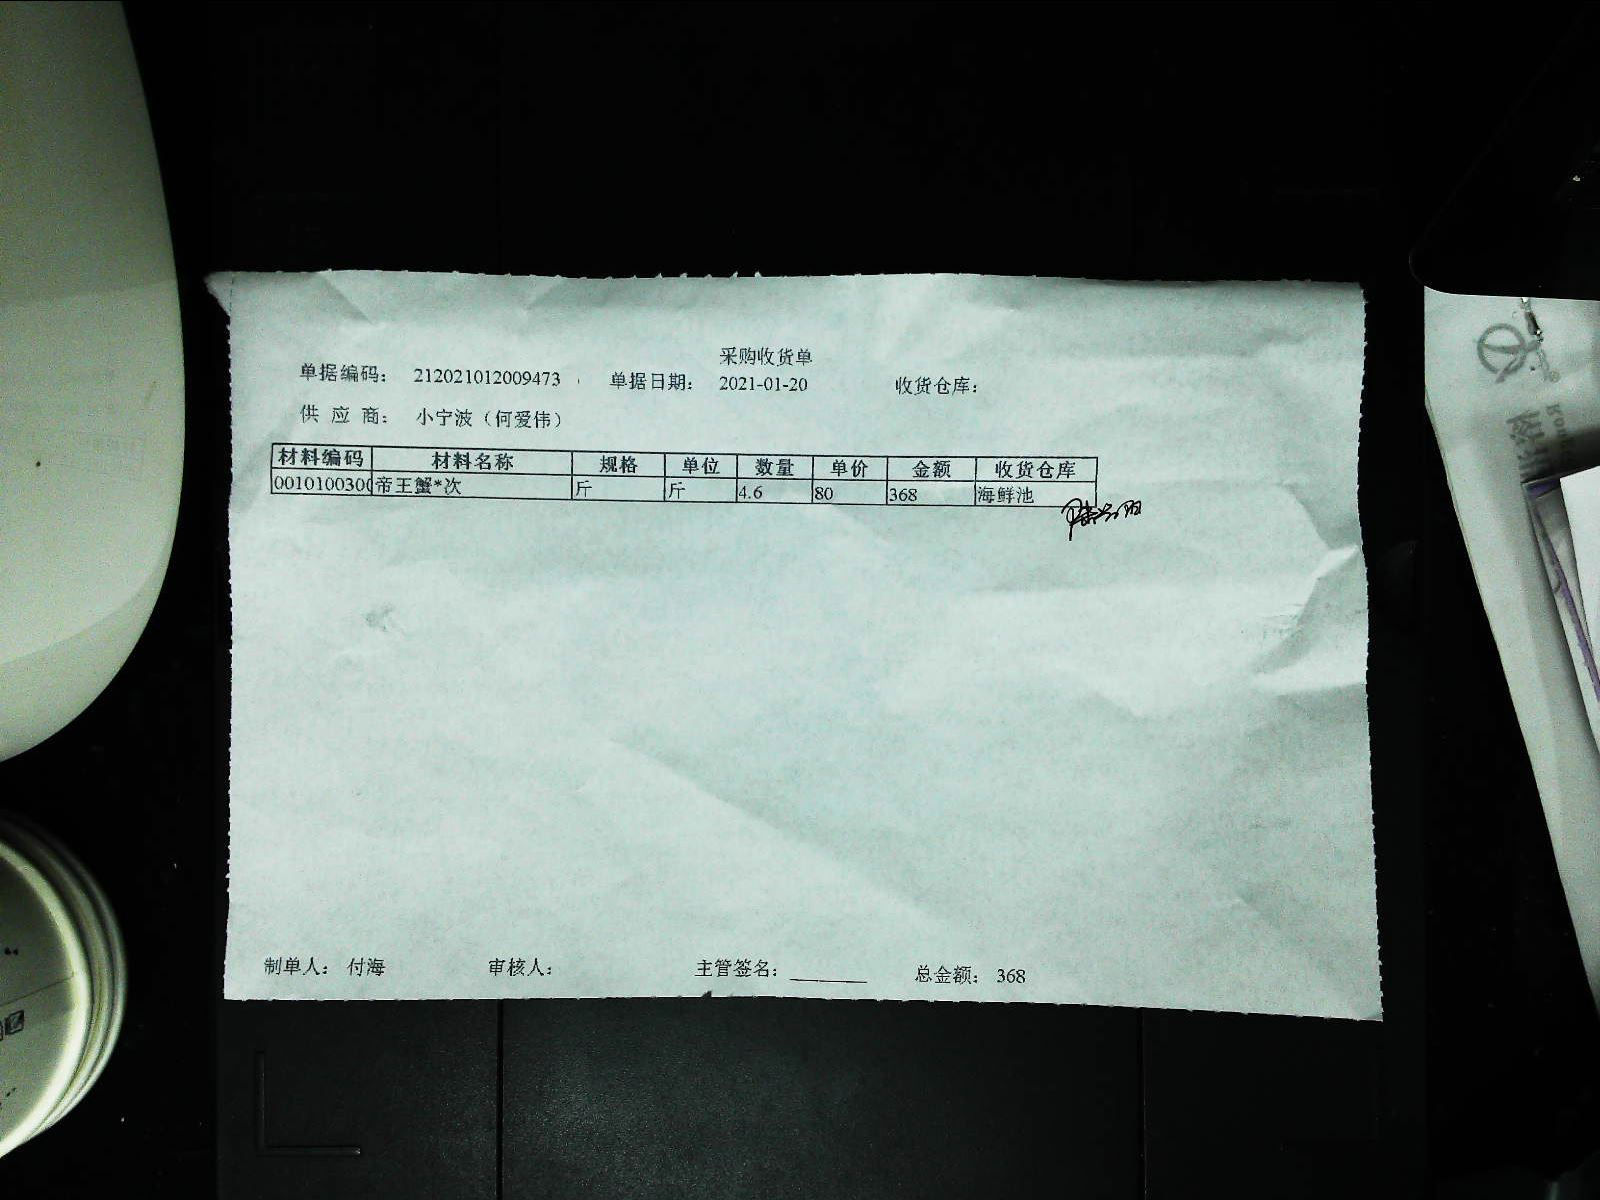 采购收货单
单据编码： 212021012009473 单据日期： 2021-01-20 收货仓库：
供 应 商： 小宁波（何爱伟）
材料编码 材料名称 规格 单位 数量 单价 金额 收货仓库
0010100300 帝王蟹*次 斤 斤 4.6 80 368 海鲜池
制单人： 付海 审核人： 主管签名： 总金额： 368